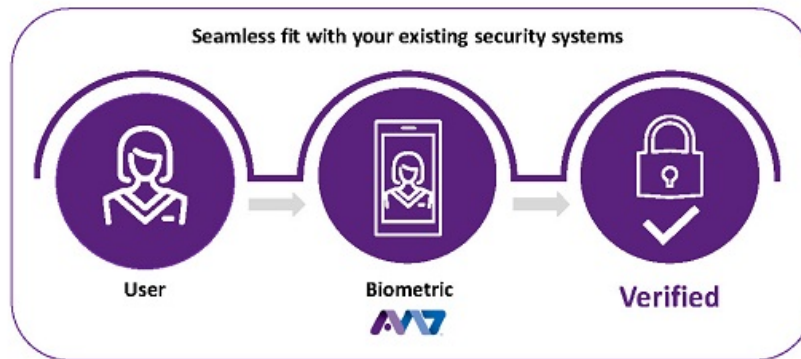 Seamless fit with your existing security systems
User
Biometric
Verified